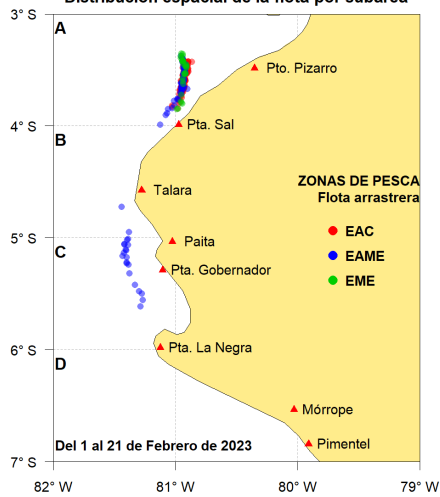 Distribución espacial de la flota por subárea
3° S
A
Pto. Pizarro
4° S
Pta. Sal
B
ZONAS DE PESCA
Talara
Flota arrastrera
EAC
5° S
Paita
C
EAME
Pta. Gobernador
EME
6° S
Pta. La Negra
D
Mórrope
Del 1 al 21 de Febrero de 2023
Pimentel
7° S
82° W
81° W
80° W
79° W